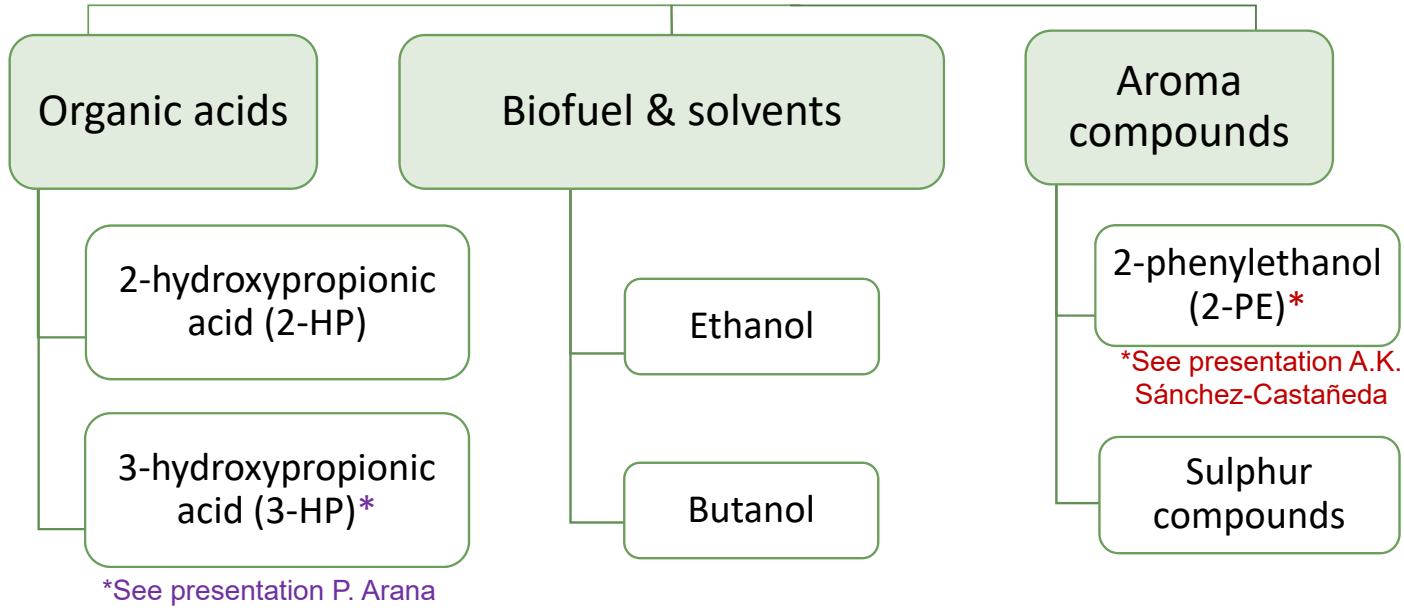 Organic acids
2-hydroxypropionic
acid (2-HP)
3-hydroxypropionic
acid (3-HP)*
*See presentation P. Arana
Biofuel & solvents
Ethanol
Butanol
Aroma
compounds
2-phenylethanol
(2-PE)*
*See presentation A.K.
Sánchez-Castañeda
Sulphur
compounds